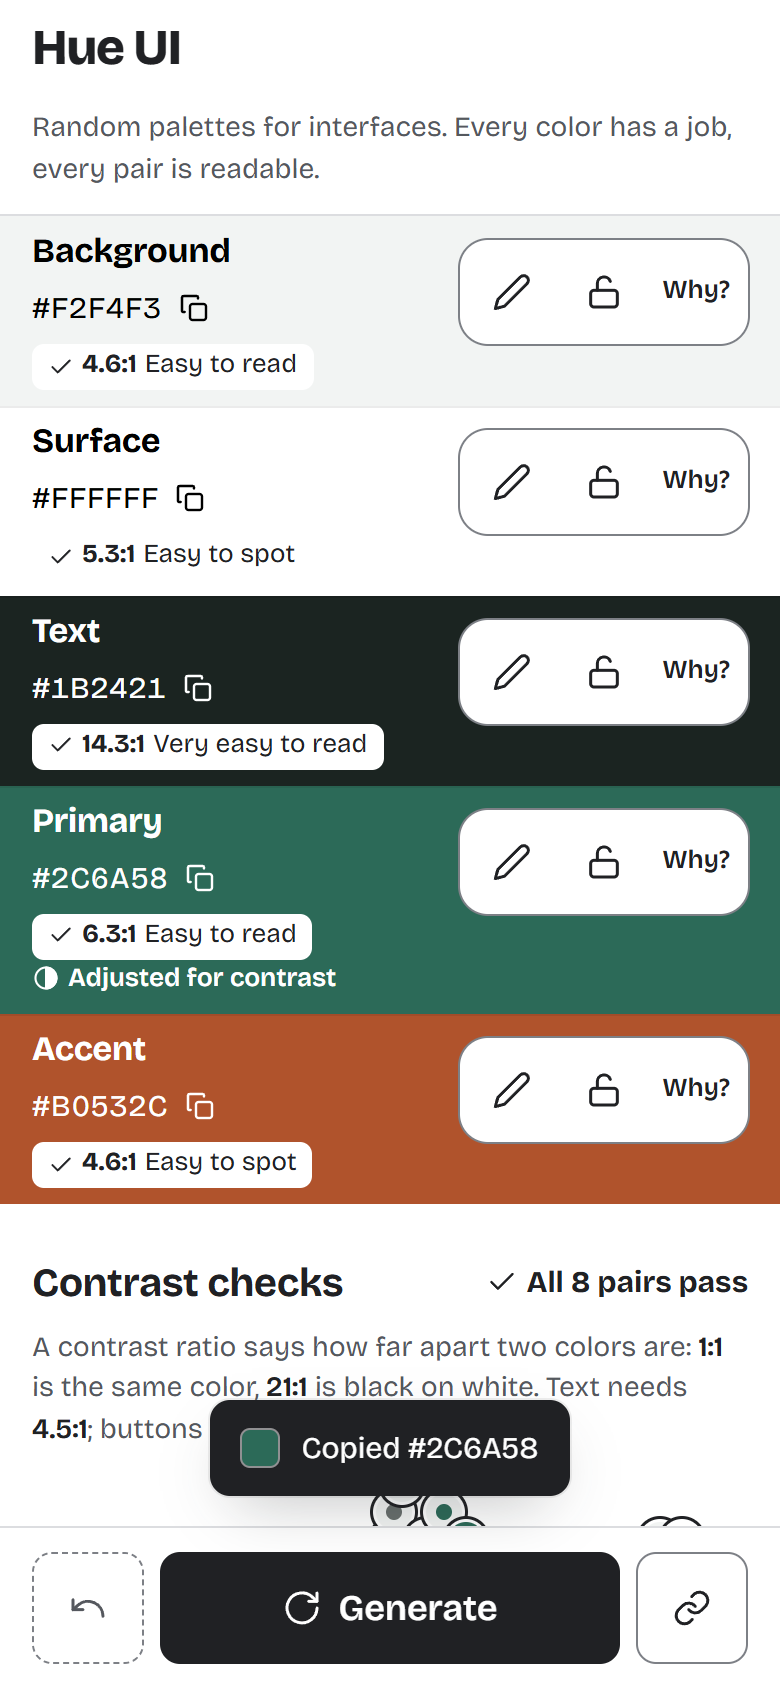 Hue UI
Random palettes for interfaces. Every color has a job,
every pair is readable.
Background
#F2F4F3
Why?
4.6:1 Easy to read
Surface
#FFFFFF
Why?
5.3:1 Easy to spot
Text
#1B2421
Why?
14.3:1 Very easy to read
Primary
#2C6A58
Why?
6.3:1 Easy to read
Adjusted for contrast
Accent
#B0532C
Why?
4.6:1 Easy to spot
Contrast checks
All 8 pairs pass
A contrast ratio says how far apart two colors are: 1:1
is the same color, 21:1 is black on white. Text needs
4.5:1; buttons
Copied #2C6A58
Generate